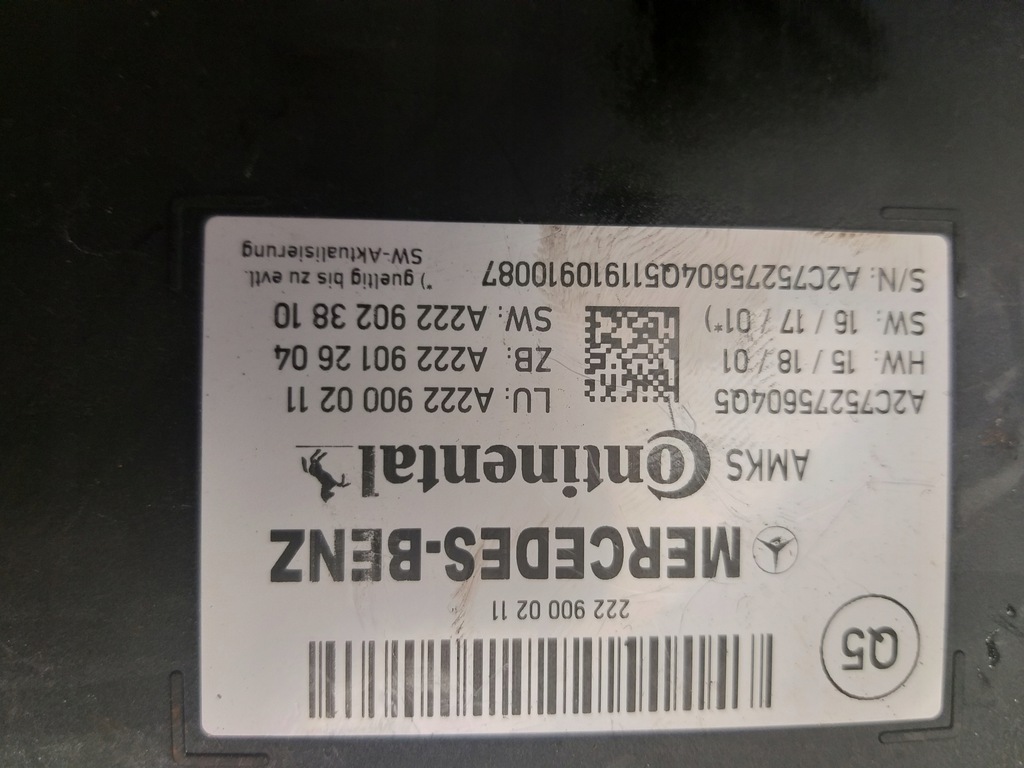 Q5
222 900 02 11
MERCEDES-BENZ
AMKS Continental
A2C75275604Q5
LU: A222 900 02 11
HW: 15 / 18 / 01
ZB: A222 901 26 04
SW: 16 / 17 / 01*)
SW: A222 902 38 10
S/N: A2C75275604Q511910910087
*) gueltig bis zu evtl.
SW-Aktualisierung